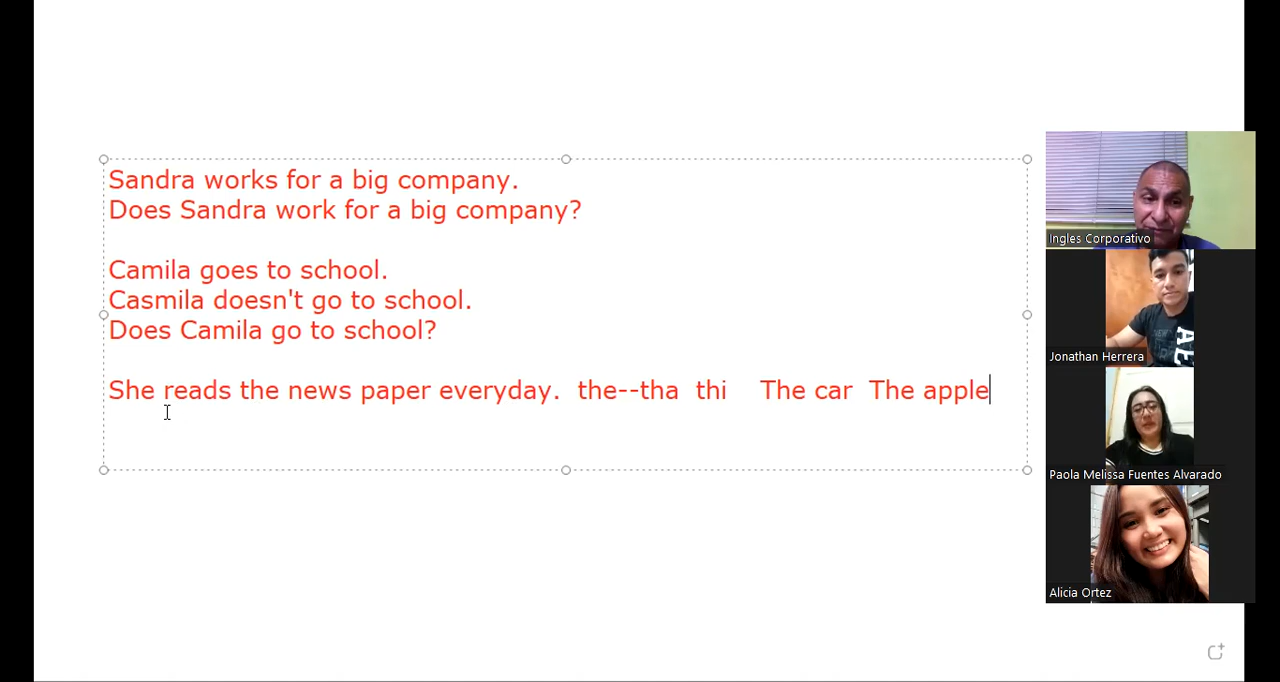 Sandra works for a big company.
Does Sandra work for a big company?
Camila goes to school.
Casmila doesn't go to school.
Does Camila go to school?
She reads the news paper everyday.  the--tha  thi    The car  The apple
Ingles Corporativo
Jonathan Herrera
Paola Melissa Fuentes Alvarado
Alicia Ortez